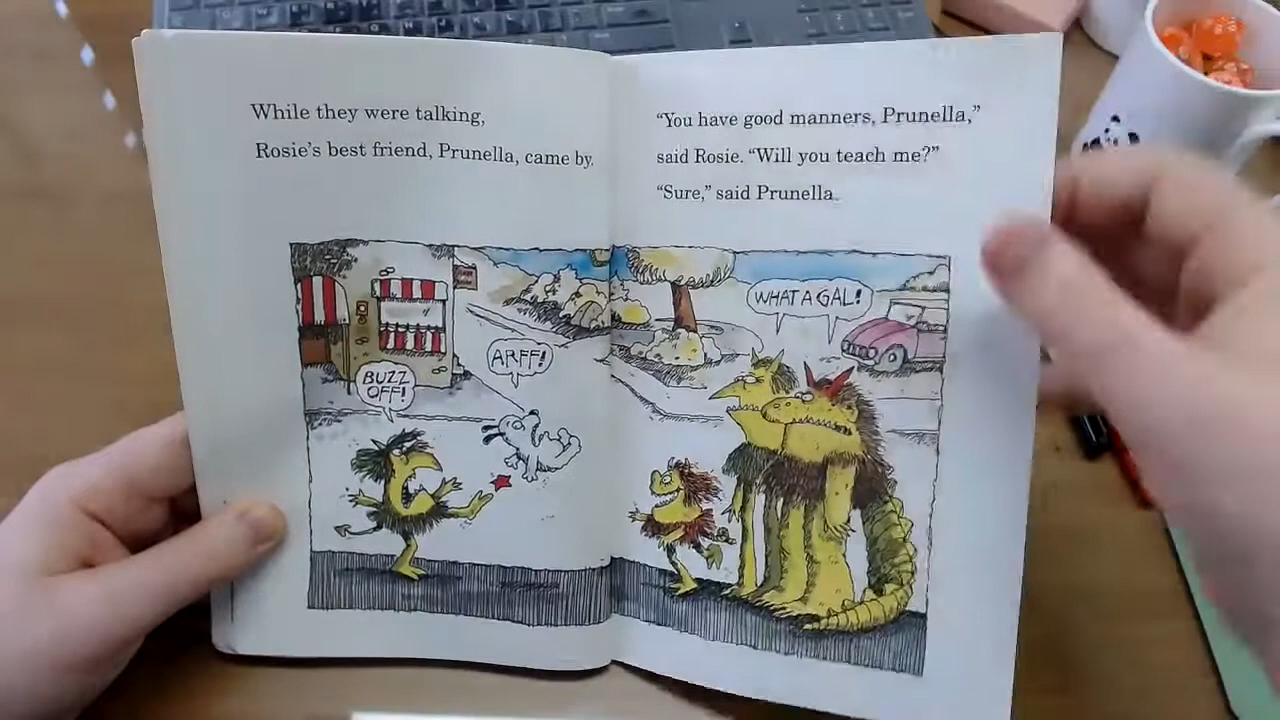 While they were talking,
Rosie's best friend, Prunella, came by.
BUZZ
OFF!
ARFF!
“You have good manners, Prunella,”
said Rosie. “Will you teach me?”
“Sure,” said Prunella.
WHAT A GAL!